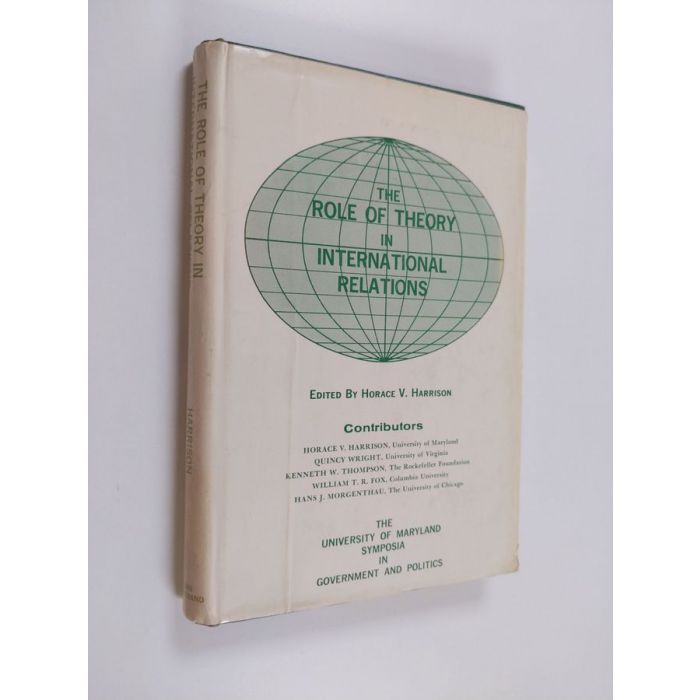 THE
ROLE OF THEORY
IN
INTERNATIONAL
RELATIONS
EDITED BY HORACE V. HARRISON
Contributors
HORACE V. HARRISON, University of Maryland
QUINCY WRIGHT, University of Virginia
KENNETH W. THOMPSON, The Rockefeller Foundation
WILLIAM T. R. FOX, Columbia University
HANS J. MORGENTHAU, The University of Chicago
THE
UNIVERSITY OF MARYLAND
SYMPOSIA
IN
GOVERNMENT AND POLITICS
THE ROLE OF THEORY IN
HARRISON